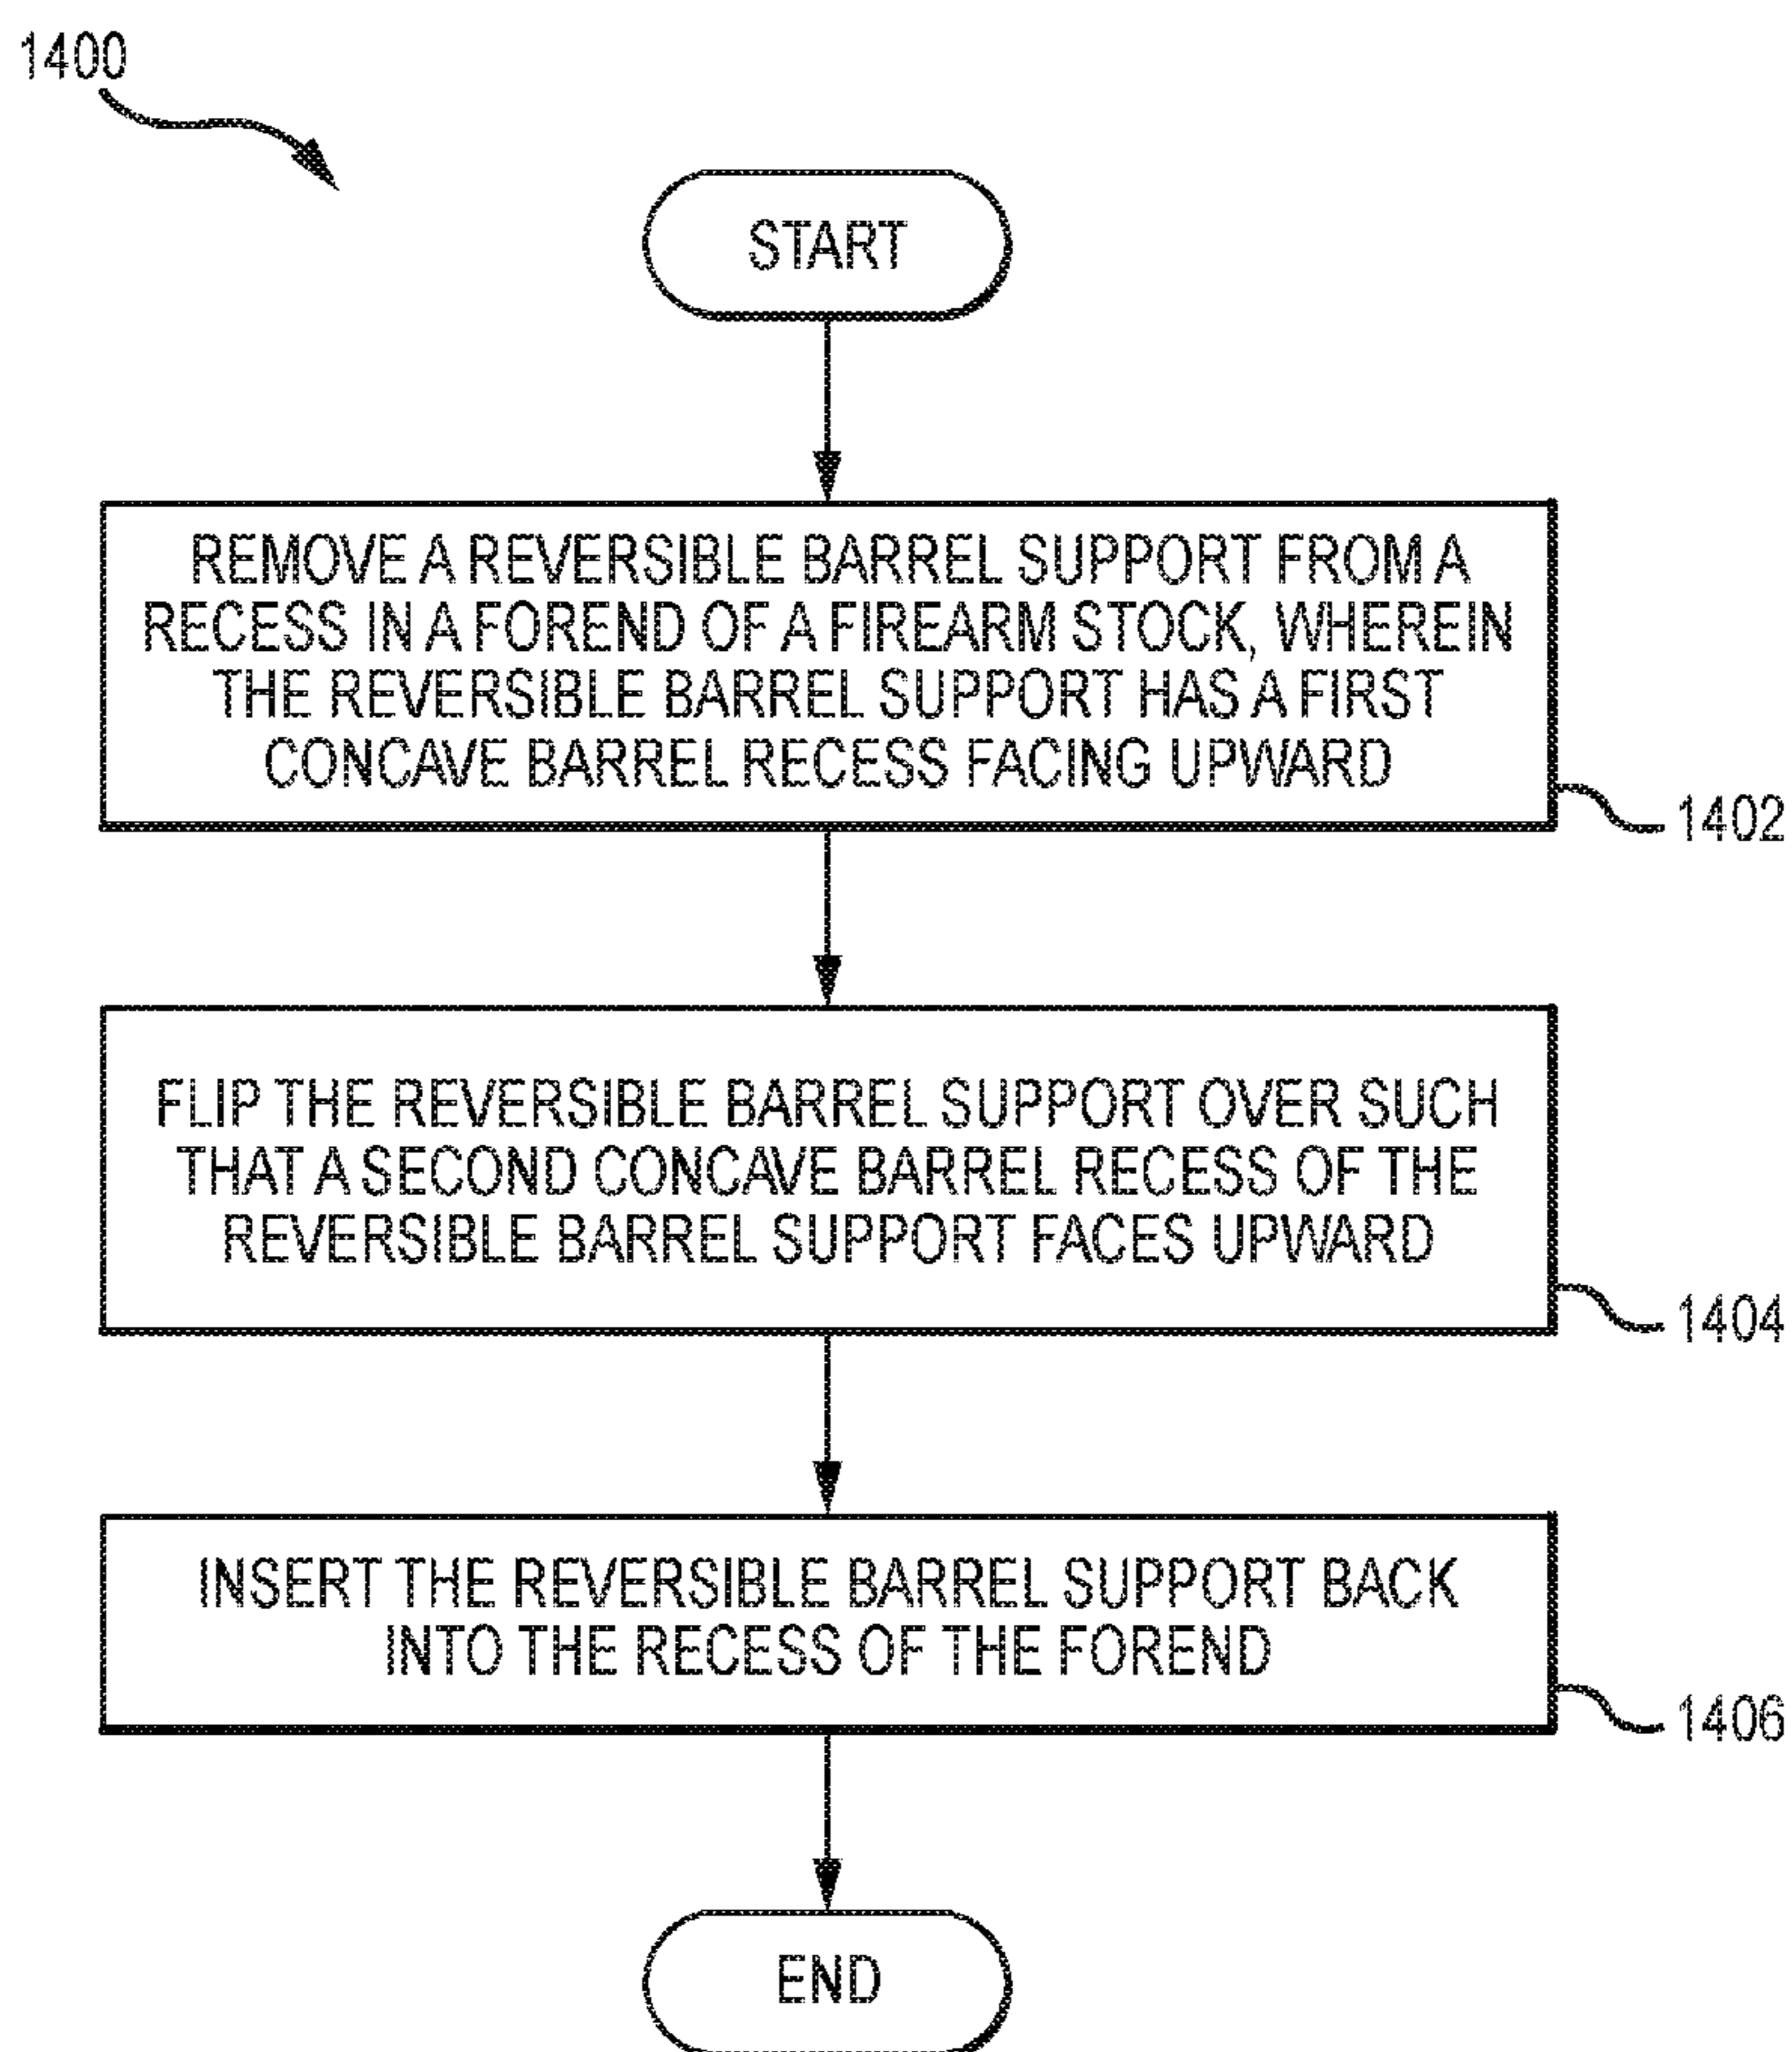 1400
START
REMOVE A REVERSIBLE BARREL SUPPORT FROM A
RECESS IN A FOREND OF A FIREARM STOCK, WHEREIN
THE REVERSIBLE BARREL SUPPORT HAS A FIRST
CONCAVE BARREL RECESS FACING UPWARD
1402
FLIP THE REVERSIBLE BARREL SUPPORT OVER SUCH
THAT A SECOND CONCAVE BARREL RECESS OF THE
REVERSIBLE BARREL SUPPORT FACES UPWARD
1404
INSERT THE REVERSIBLE BARREL SUPPORT BACK
INTO THE RECESS OF THE FOREND
1406
END